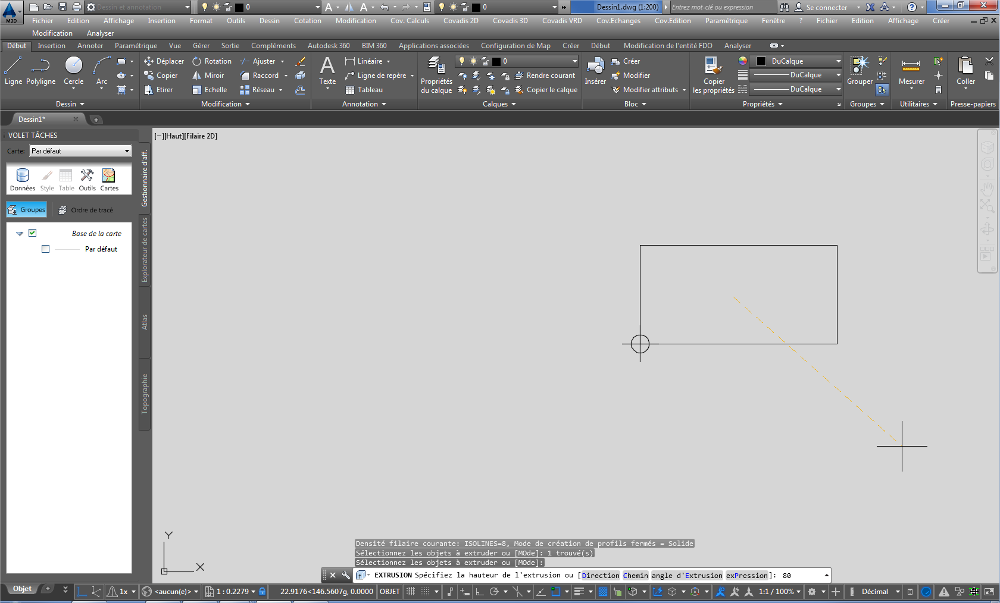 Dessin et annotation
0
A
A
0
Dessin1.dwg (1:200)
Entrez mot-clé ou expression
Se connecter
M3D
Fichier Edition Affichage Insertion Format Outils Dessin Cotation Modification Cov. Calculs Covadis 2D Covadis 3D Covadis VRD Cov.Echanges Cov.Edition Paramétrique Fenêtre ? Fichier Edition Affichage Créer
Modification Analyser
Début Insertion Annoter Paramétrique Vue Gérer Sortie Compléments Autodesk 360 BIM 360 Applications associées Configuration de Map Créer Début Modification de l'entité FDO Analyser
Ligne Polyligne Cercle Arc
Déplacer Rotation Ajuster
Copier Miroir Raccord
Etirer Echelle Réseau
A
Texte
Linéaire
Ligne de repère
Tableau
Propriétés
du calque
0
Rendre courant
Copier le calque
Insérer
Créer
Modifier
Modifier attributs
Copier
les propriétés
DuCalque
DuCalque
DuCalque
Grouper
Mesurer
Coller
Dessin Modification Annotation Calques Bloc Propriétés Groupes Utilitaires Presse-papiers
Dessin1*
VOLET TÂCHES
Carte: Par défaut
Données Style Table Outils Cartes
Groupes Ordre de tracé
Base de la carte
Par défaut
Gestionnaire d'aff.
Explorateur de cartes
Atlas
Topographie
[−][Haut][Filaire 2D]
Y
X
Densité filaire courante: ISOLINES=8, Mode de création de profils fermés = Solide
Sélectionnez les objets à extruder ou [MOde]: 1 trouvé(s)
Sélectionnez les objets à extruder ou [MOde]:
EXTRUSION Spécifiez la hauteur de l'extrusion ou [Direction Chemin angle d'Extrusion exPression]: 80
Objet
1x
<aucun(e)>
1 : 0.2279
22.9176<146.5607g, 0.0000
OBJET
1:1 / 100%
Décimal